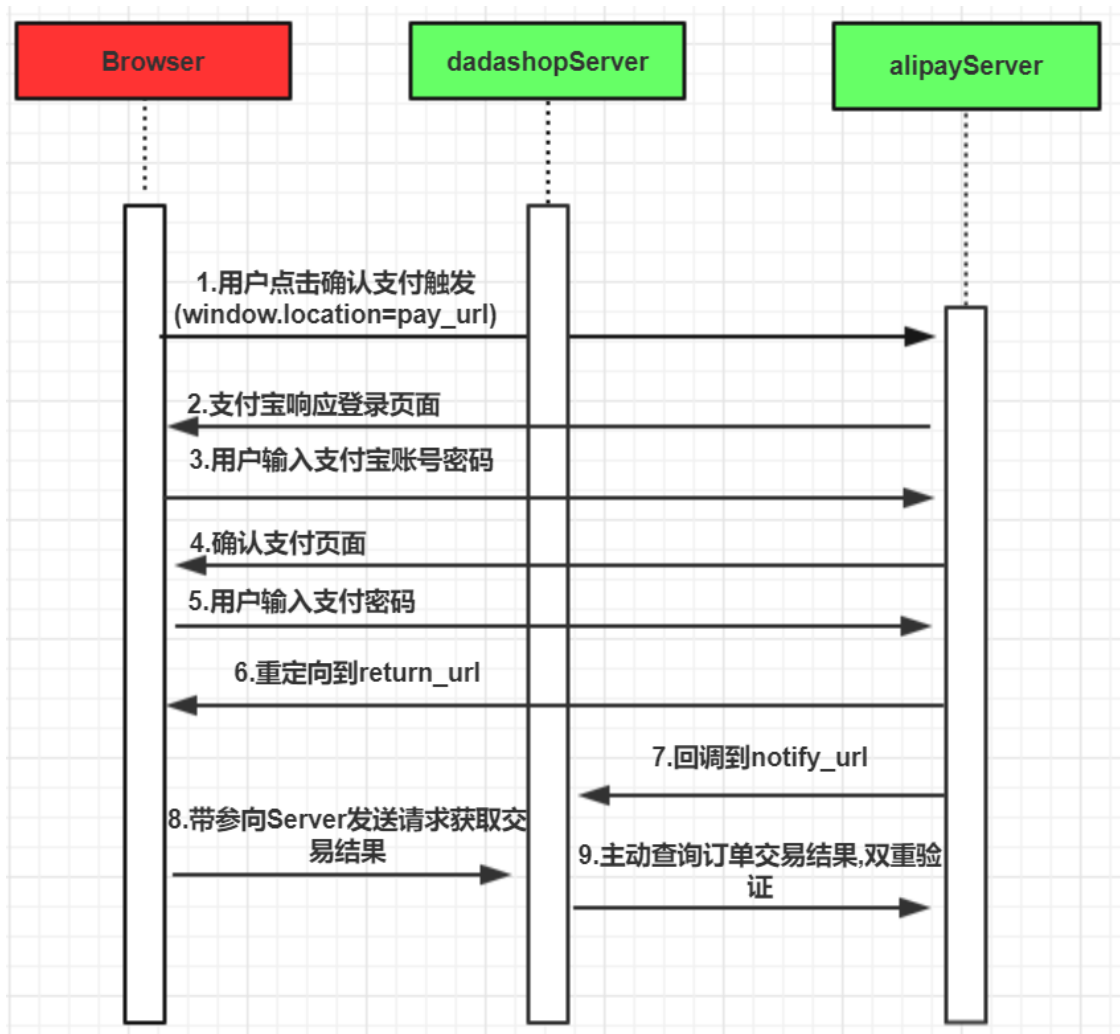 Browser
dadashopServer
alipayServer
1.用户点击确认支付触发
(window.location=pay_url)
2.支付宝响应登录页面
3.用户输入支付宝账号密码
4.确认支付页面
5.用户输入支付密码
6.重定向到return_url
7.回调到notify_url
8.带参向Server发送请求获取交
易结果
9.主动查询订单交易结果,双重验
证